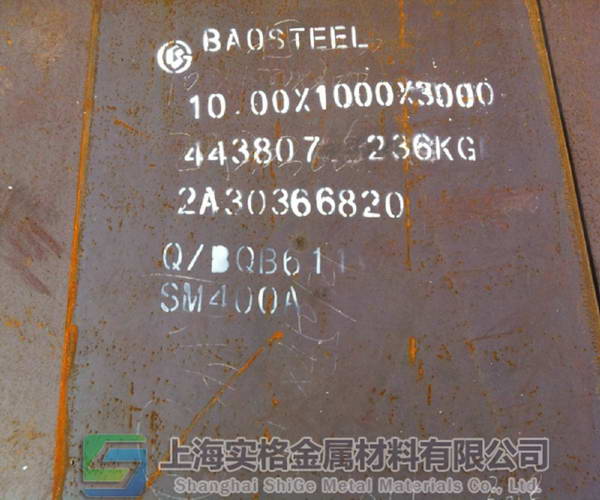 BAOSTEEL
10.00X1000X3000
443807 236KG
2A30366820
Q/BQB611
SM400A
上海实格金属材料有限公司
Shanghai ShiGe Metal Materials Co., Ltd.